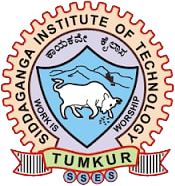 SIDDAGANGA INSTITUTE OF TECHNOLOGY
ಕಾಯಕವೇ ಕೈಲಾಸ
WORK IS
WORSHIP
TUMKUR
SSES